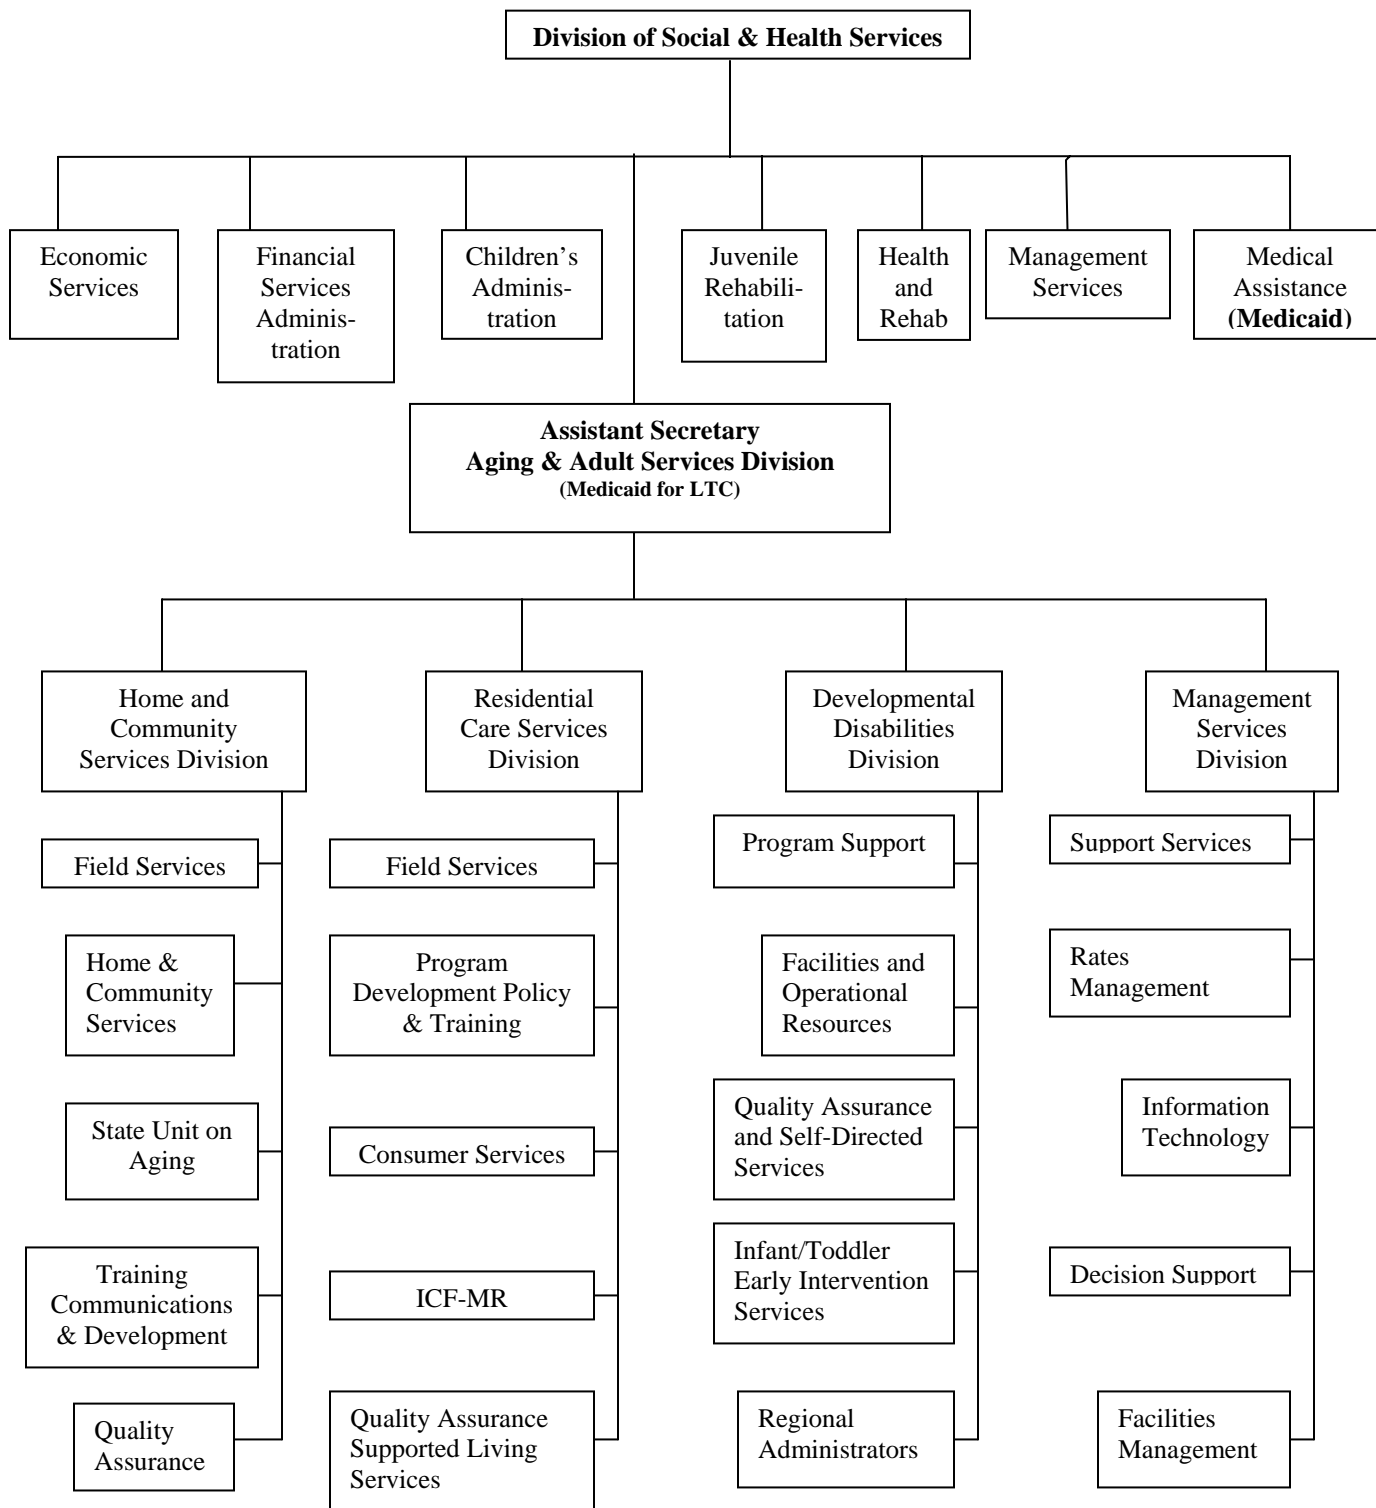 Division of Social & Health Services
Economic
Services
Financial
Services
Adminis-
tration
Children’s
Adminis-
tration
Juvenile
Rehabili-
tation
Health
and
Rehab
Management
Services
Medical
Assistance
(Medicaid)
Assistant Secretary
Aging & Adult Services Division
(Medicaid for LTC)
Home and
Community
Services Division
Field Services
Home &
Community
Services
State Unit on
Aging
Training
Communications
& Development
Quality
Assurance
Residential
Care Services
Division
Field Services
Program
Development Policy
& Training
Consumer Services
ICF-MR
Quality Assurance
Supported Living
Services
Developmental
Disabilities
Division
Program Support
Facilities and
Operational
Resources
Quality Assurance
and Self-Directed
Services
Infant/Toddler
Early Intervention
Services
Regional
Administrators
Management
Services
Division
Support Services
Rates
Management
Information
Technology
Decision Support
Facilities
Management